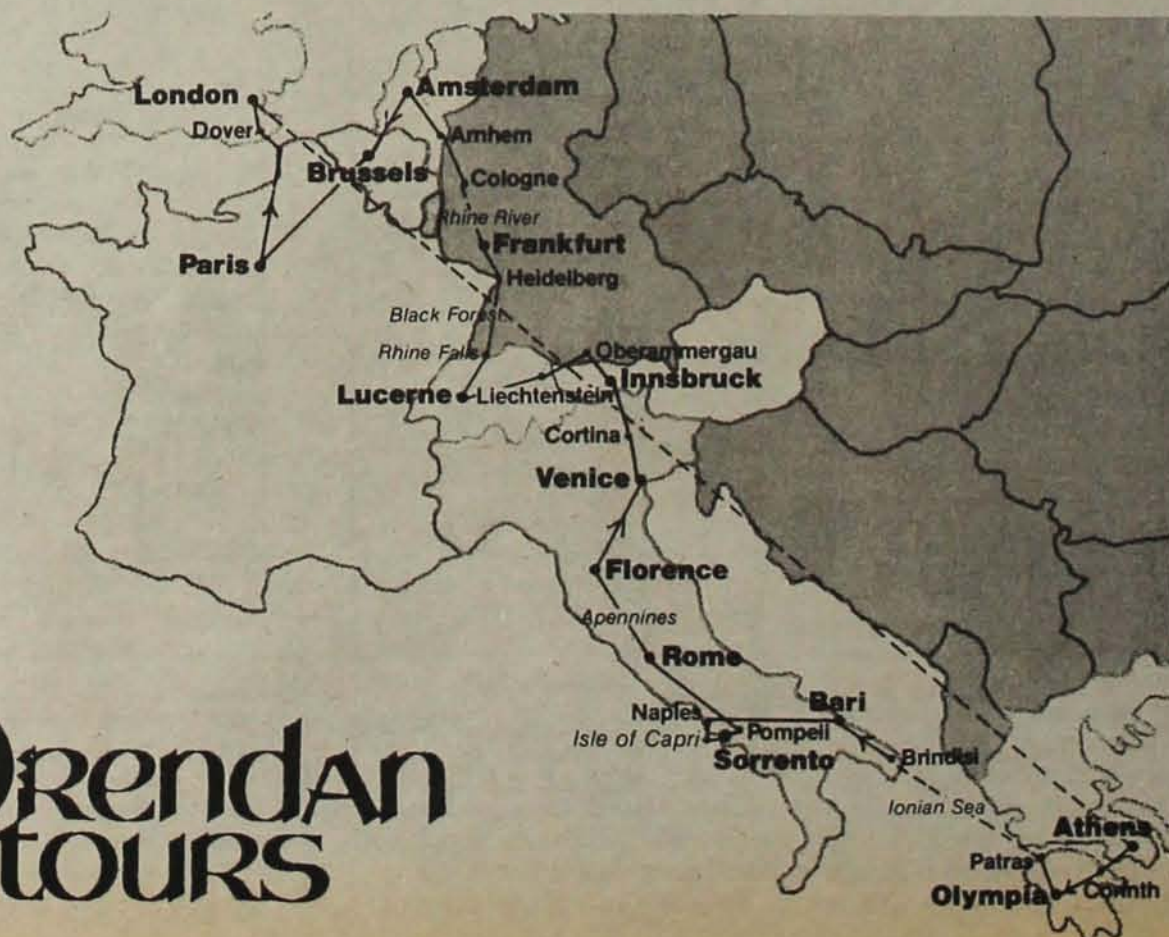 London
Amsterdam
Dover
Arnhem
Brussels
Cologne
Rhine River
Frankfurt
Paris
Heidelberg
Black Forest
Rhine Falls
Oberammergau
Innsbruck
Lucerne
Liechtenstein
Cortina
Venice
Florence
Apennines
Rome
Bari
Naples
Pompeii
Isle of Capri
Sorrento
Brindisi
Ionian Sea
Athens
Patras
Olympia
Corinth
BRendAn
tours